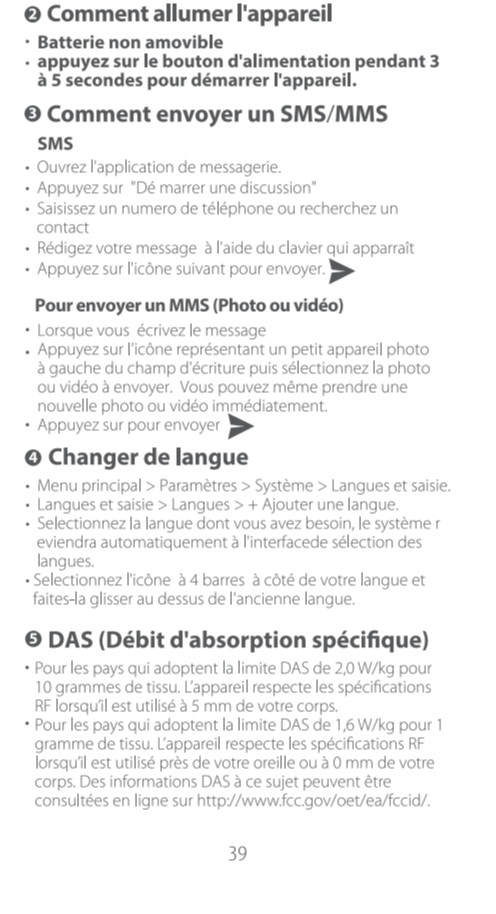 ❷ Comment allumer l'appareil
• Batterie non amovible
• appuyez sur le bouton d'alimentation pendant 3
à 5 secondes pour démarrer l'appareil.
❸ Comment envoyer un SMS/MMS
SMS
• Ouvrez l'application de messagerie.
• Appuyez sur "Dé marrer une discussion"
• Saisissez un numero de téléphone ou recherchez un
contact
• Rédigez votre message à l'aide du clavier qui apparraît
• Appuyez sur l'icône suivant pour envoyer.
Pour envoyer un MMS (Photo ou vidéo)
• Lorsque vous écrivez le message
• Appuyez sur l'icône représentant un petit appareil photo
à gauche du champ d'écriture puis sélectionnez la photo
ou vidéo à envoyer. Vous pouvez même prendre une
nouvelle photo ou vidéo immédiatement.
• Appuyez sur pour envoyer
❹ Changer de langue
• Menu principal > Paramètres > Système > Langues et saisie.
• Langues et saisie > Langues > + Ajouter une langue.
• Selectionnez la langue dont vous avez besoin, le système r
eviendra automatiquement à l'interfacede sélection des
langues.
• Selectionnez l'icône à 4 barres à côté de votre langue et
faites-la glisser au dessus de l'ancienne langue.
❺ DAS (Débit d'absorption spécifique)
• Pour les pays qui adoptent la limite DAS de 2,0 W/kg pour
10 grammes de tissu. L'appareil respecte les spécifications
RF lorsqu'il est utilisé à 5 mm de votre corps.
• Pour les pays qui adoptent la limite DAS de 1,6 W/kg pour 1
gramme de tissu. L'appareil respecte les spécifications RF
lorsqu'il est utilisé près de votre oreille ou à 0 mm de votre
corps. Des informations DAS à ce sujet peuvent être
consultées en ligne sur http://www.fcc.gov/oet/ea/fccid/.
39